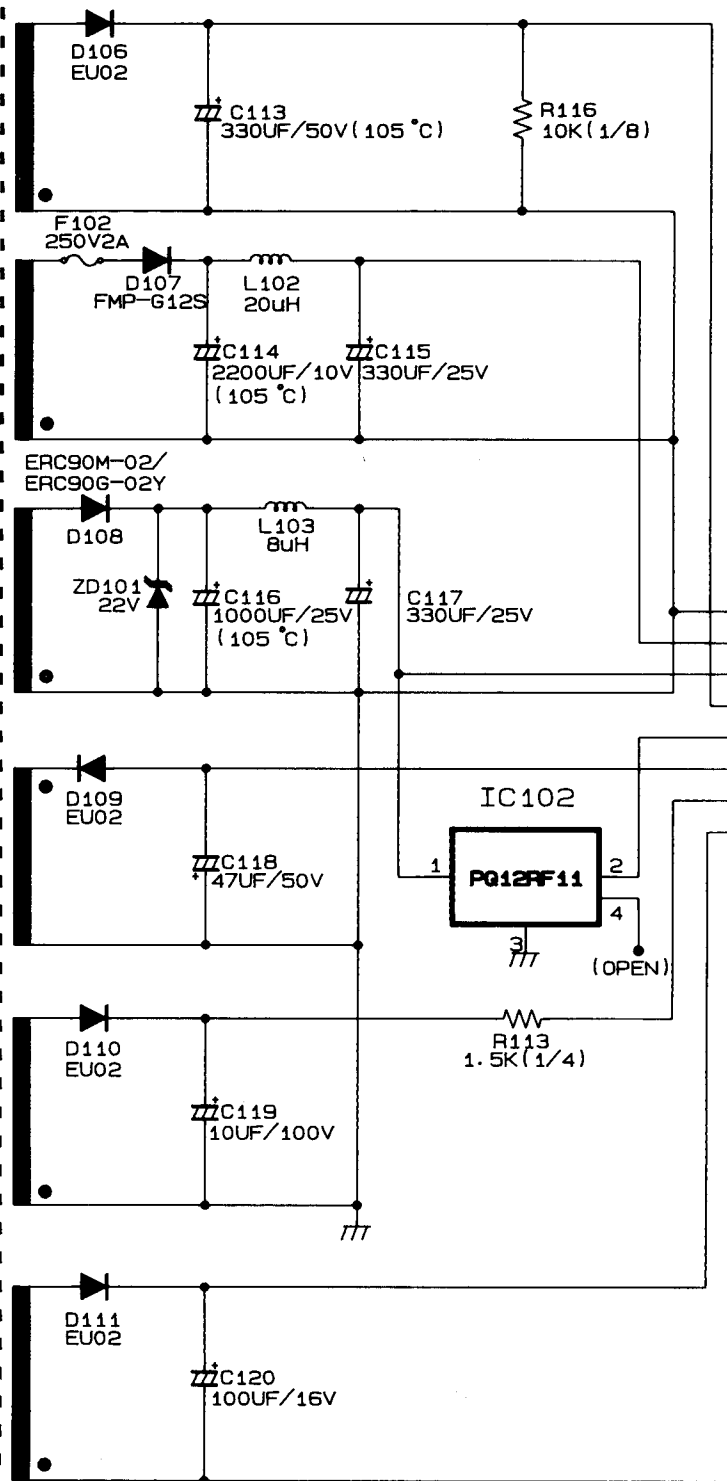 D106
EU02
C113
330UF/50V(105 °C)
R116
10K(1/8)
F102
250V2A
D107
FMP-G12S
L102
20uH
C114
2200UF/10V
(105 °C)
C115
330UF/25V
ERC90M-02/
ERC90G-02Y
D108
L103
8uH
ZD101
22V
C116
1000UF/25V
(105 °C)
C117
330UF/25V
D109
EU02
C118
47UF/50V
IC102
1
PQ12RF11
2
4
3
(OPEN)
D110
EU02
R113
1.5K(1/4)
C119
10UF/100V
D111
EU02
C120
100UF/16V